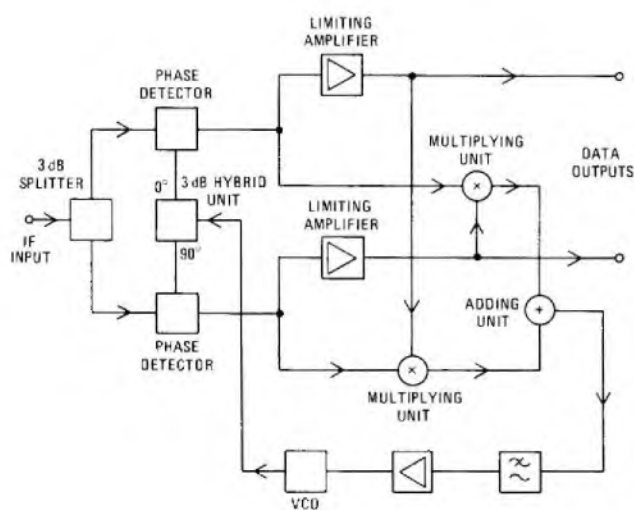 LIMITING
AMPLIFIER
PHASE
DETECTOR
MULTIPLYING
UNIT
3 dB
SPLITTER
0°
3 dB HYBRID
UNIT
DATA
OUTPUTS
LIMITING
AMPLIFIER
×
IF
INPUT
90°
ADDING
UNIT
+
PHASE
DETECTOR
×
MULTIPLYING
UNIT
VCO